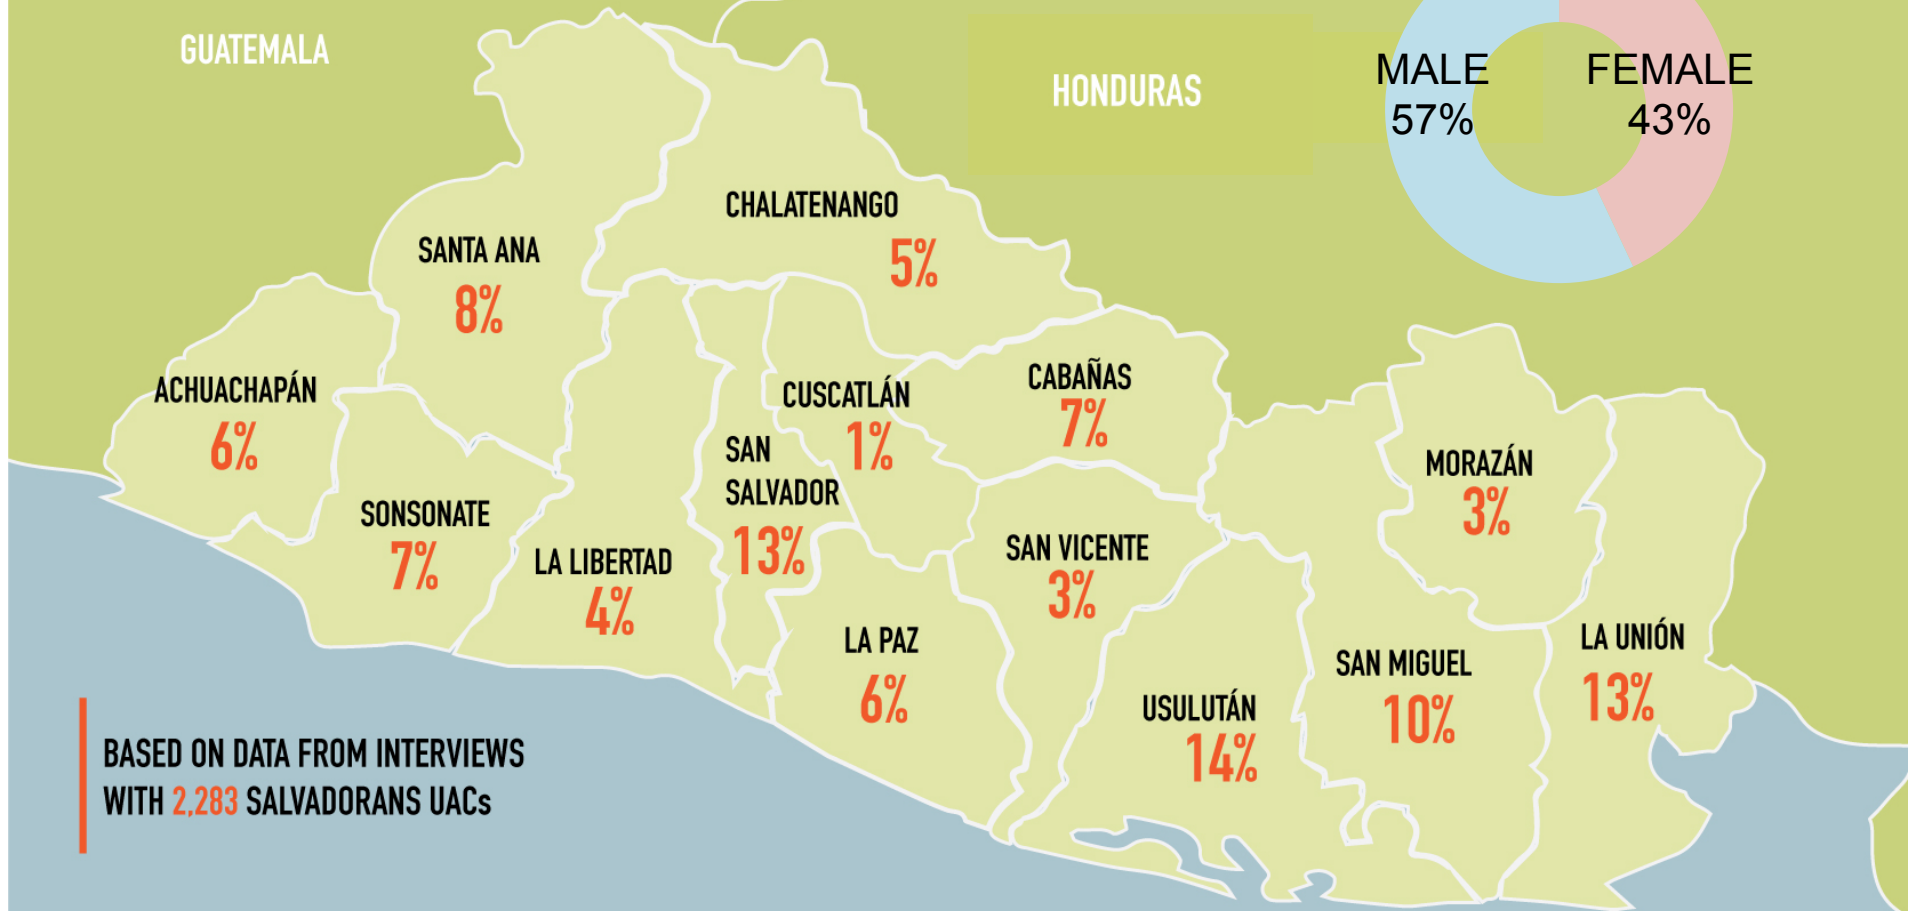 GUATEMALA
HONDURAS
MALE
57%
FEMALE
43%
CHALATENANGO
5%
SANTA ANA
8%
ACHUACHAPÁN
6%
SONSONATE
7%
LA LIBERTAD
4%
SAN
SALVADOR
13%
CUSCATLÁN
1%
CABAÑAS
7%
SAN VICENTE
3%
LA PAZ
6%
USULUTÁN
14%
SAN MIGUEL
10%
MORAZÁN
3%
LA UNIÓN
13%
BASED ON DATA FROM INTERVIEWS
WITH 2,283 SALVADORANS UACs